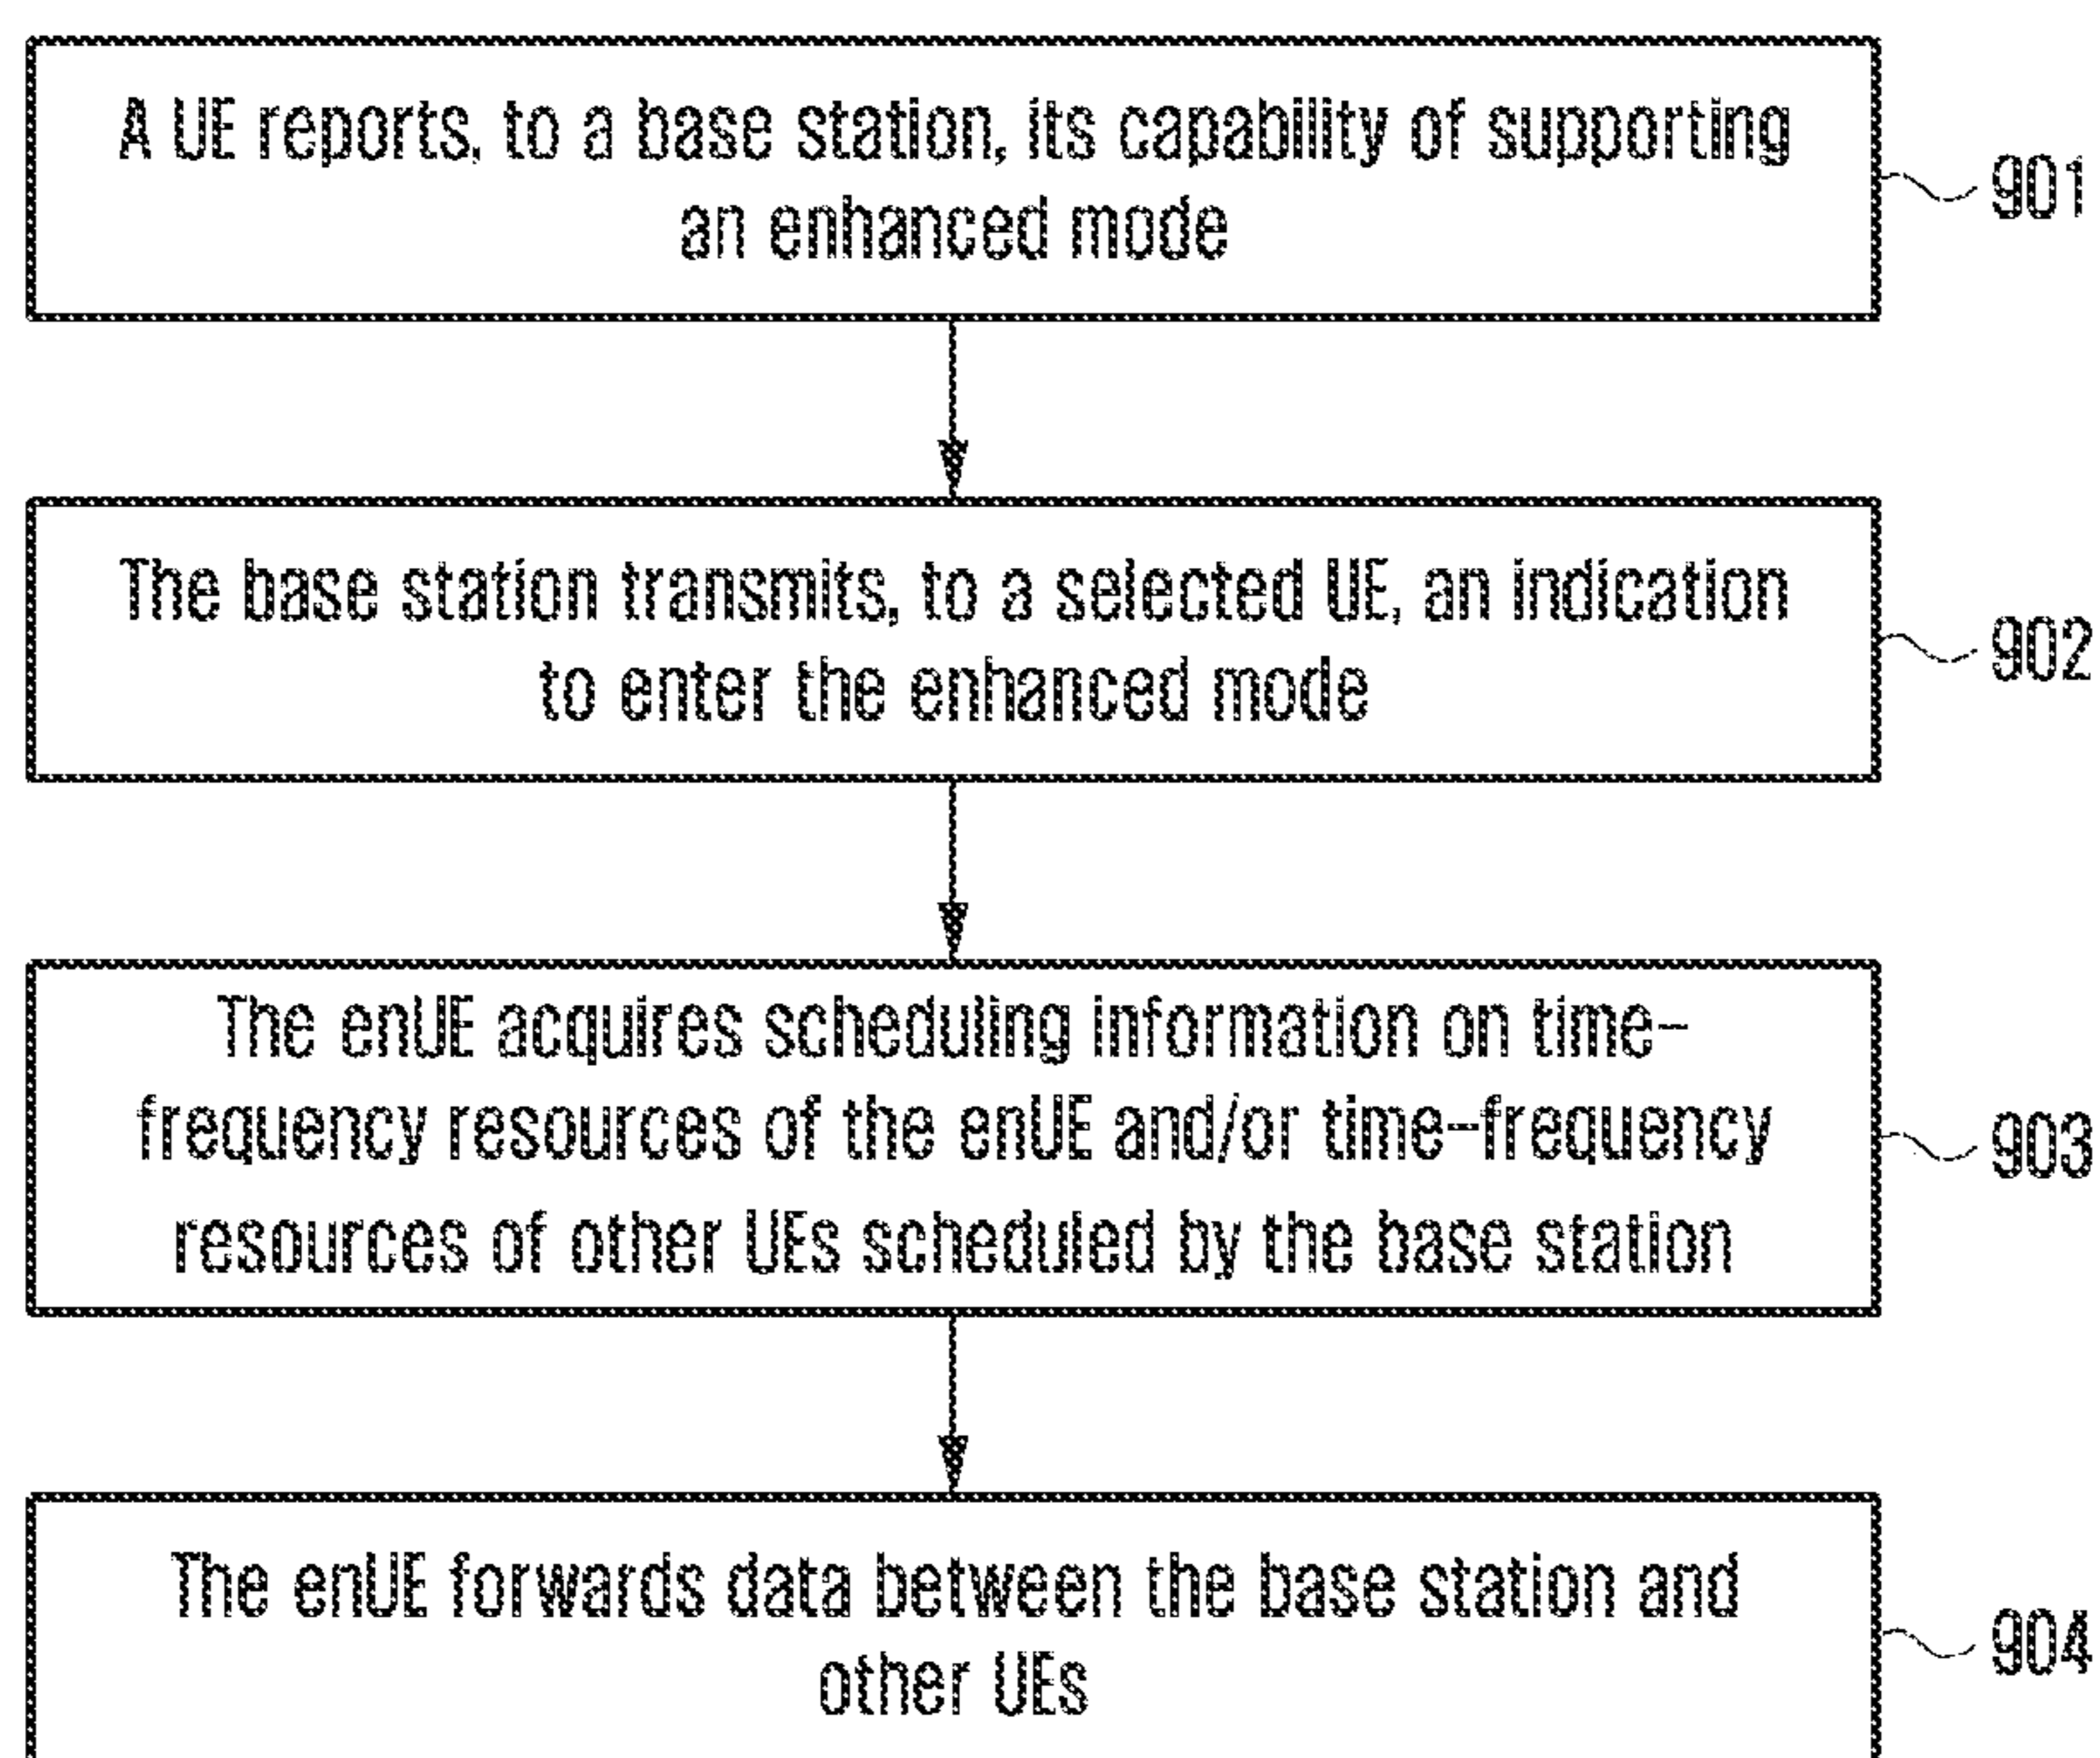 A UE reports, to a base station, its capability of supporting
an enhanced mode
901
The base station transmits, to a selected UE, an indication
to enter the enhanced mode
902
The enUE acquires scheduling information on time-
frequency resources of the enUE and/or time-frequency
resources of other UEs scheduled by the base station
903
The enUE forwards data between the base station and
other UEs
904